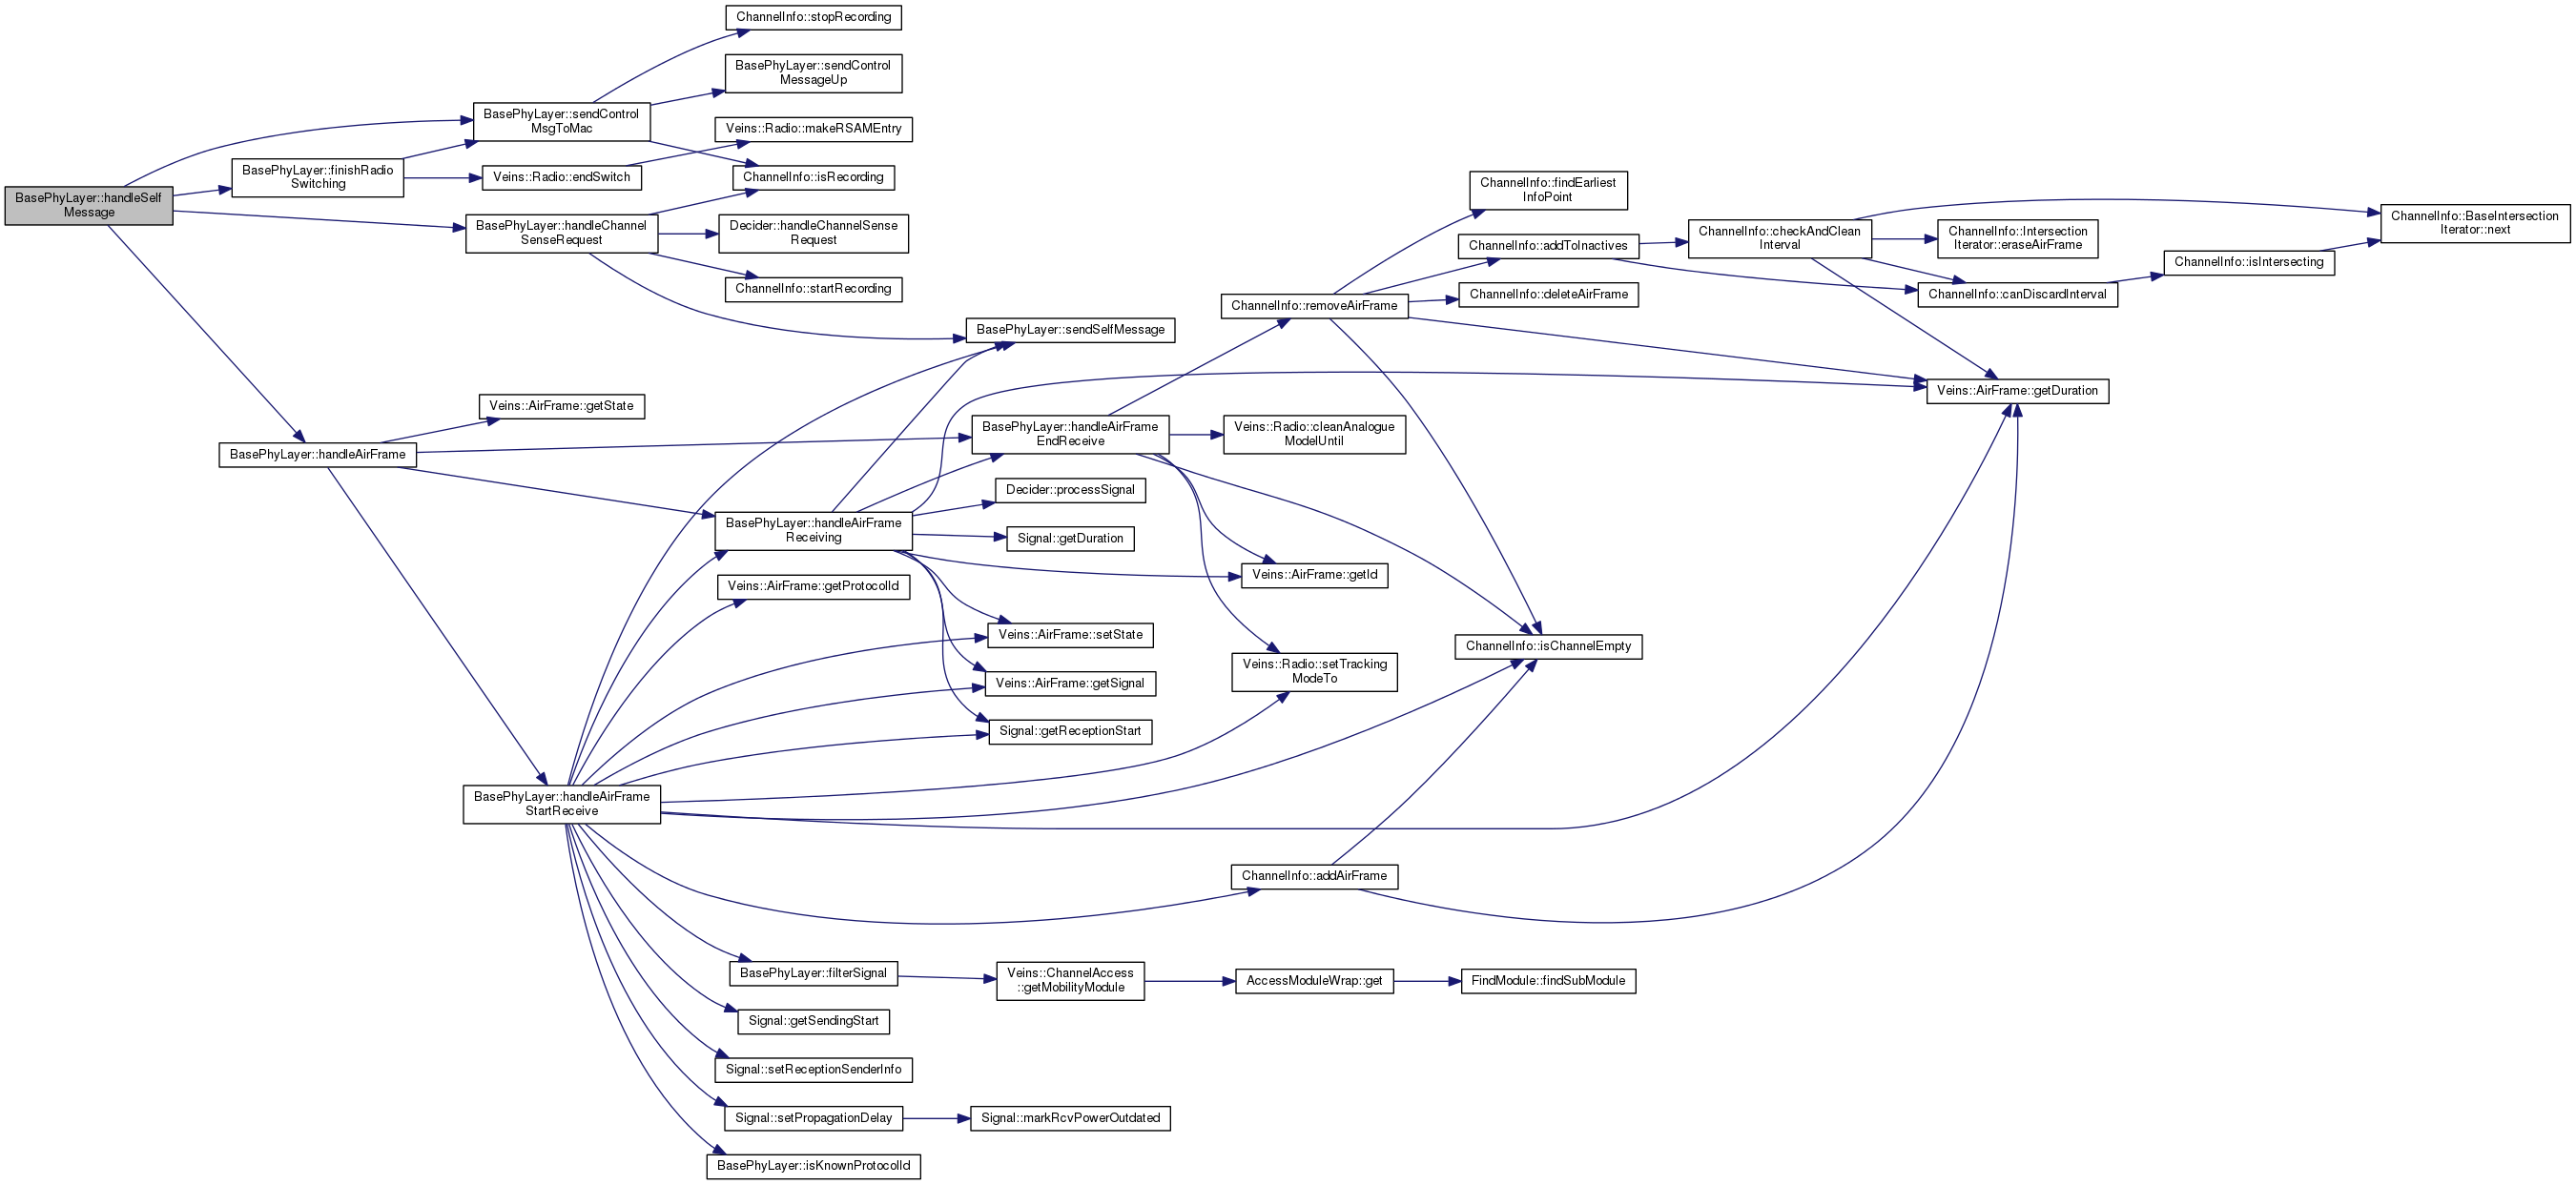 BasePhyLayer::handleSelf
Message
BasePhyLayer::finishRadio
Switching
BasePhyLayer::handleAirFrame
ChannelInfo::stopRecording
BasePhyLayer::sendControl
MessageUp
BasePhyLayer::sendControl
MsgToMac
Veins::Radio::makeRSAMEntry
Veins::Radio::endSwitch
ChannelInfo::isRecording
BasePhyLayer::handleChannel
SenseRequest
Decider::handleChannelSense
Request
ChannelInfo::startRecording
BasePhyLayer::sendSelfMessage
Veins::AirFrame::getState
BasePhyLayer::handleAirFrame
EndReceive
BasePhyLayer::handleAirFrame
Receiving
Decider::processSignal
Signal::getDuration
Veins::AirFrame::getProtocolId
Veins::AirFrame::setState
Veins::AirFrame::getSignal
Signal::getReceptionStart
BasePhyLayer::handleAirFrame
StartReceive
ChannelInfo::removeAirFrame
Veins::Radio::cleanAnalogue
ModelUntil
Veins::AirFrame::getId
Veins::Radio::setTracking
ModeTo
ChannelInfo::addAirFrame
ChannelInfo::findEarliest
InfoPoint
ChannelInfo::addToInactives
ChannelInfo::deleteAirFrame
ChannelInfo::isChannelEmpty
ChannelInfo::checkAndClean
Interval
ChannelInfo::Intersection
Iterator::eraseAirFrame
ChannelInfo::canDiscardInterval
ChannelInfo::isIntersecting
ChannelInfo::BaseIntersection
Iterator::next
Veins::AirFrame::getDuration
BasePhyLayer::filterSignal
Veins::ChannelAccess
::getMobilityModule
AccessModuleWrap::get
FindModule::findSubModule
Signal::getSendingStart
Signal::setReceptionSenderInfo
Signal::setPropagationDelay
Signal::markRcvPowerOutdated
BasePhyLayer::isKnownProtocolId